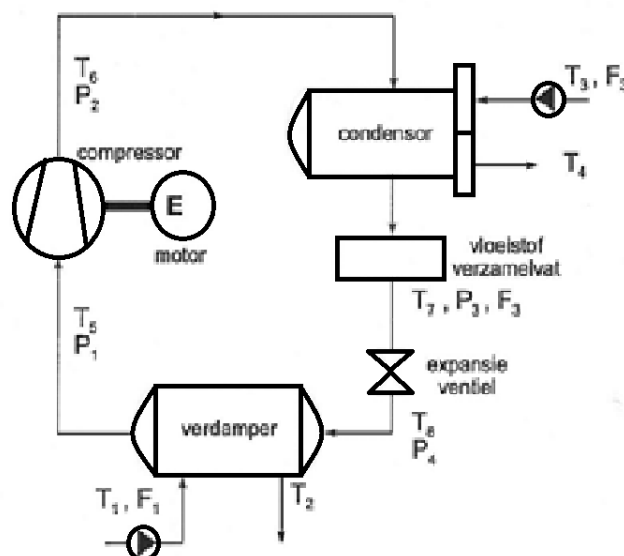 T₆
P₂
compressor
E
motor
T₅
P₁
condensor
T₃, F₃
T₄
vloeistof
verzamelvat
T₇, P₃, F₃
expansie
ventiel
T₈
P₄
verdamper
T₁, F₁
T₂